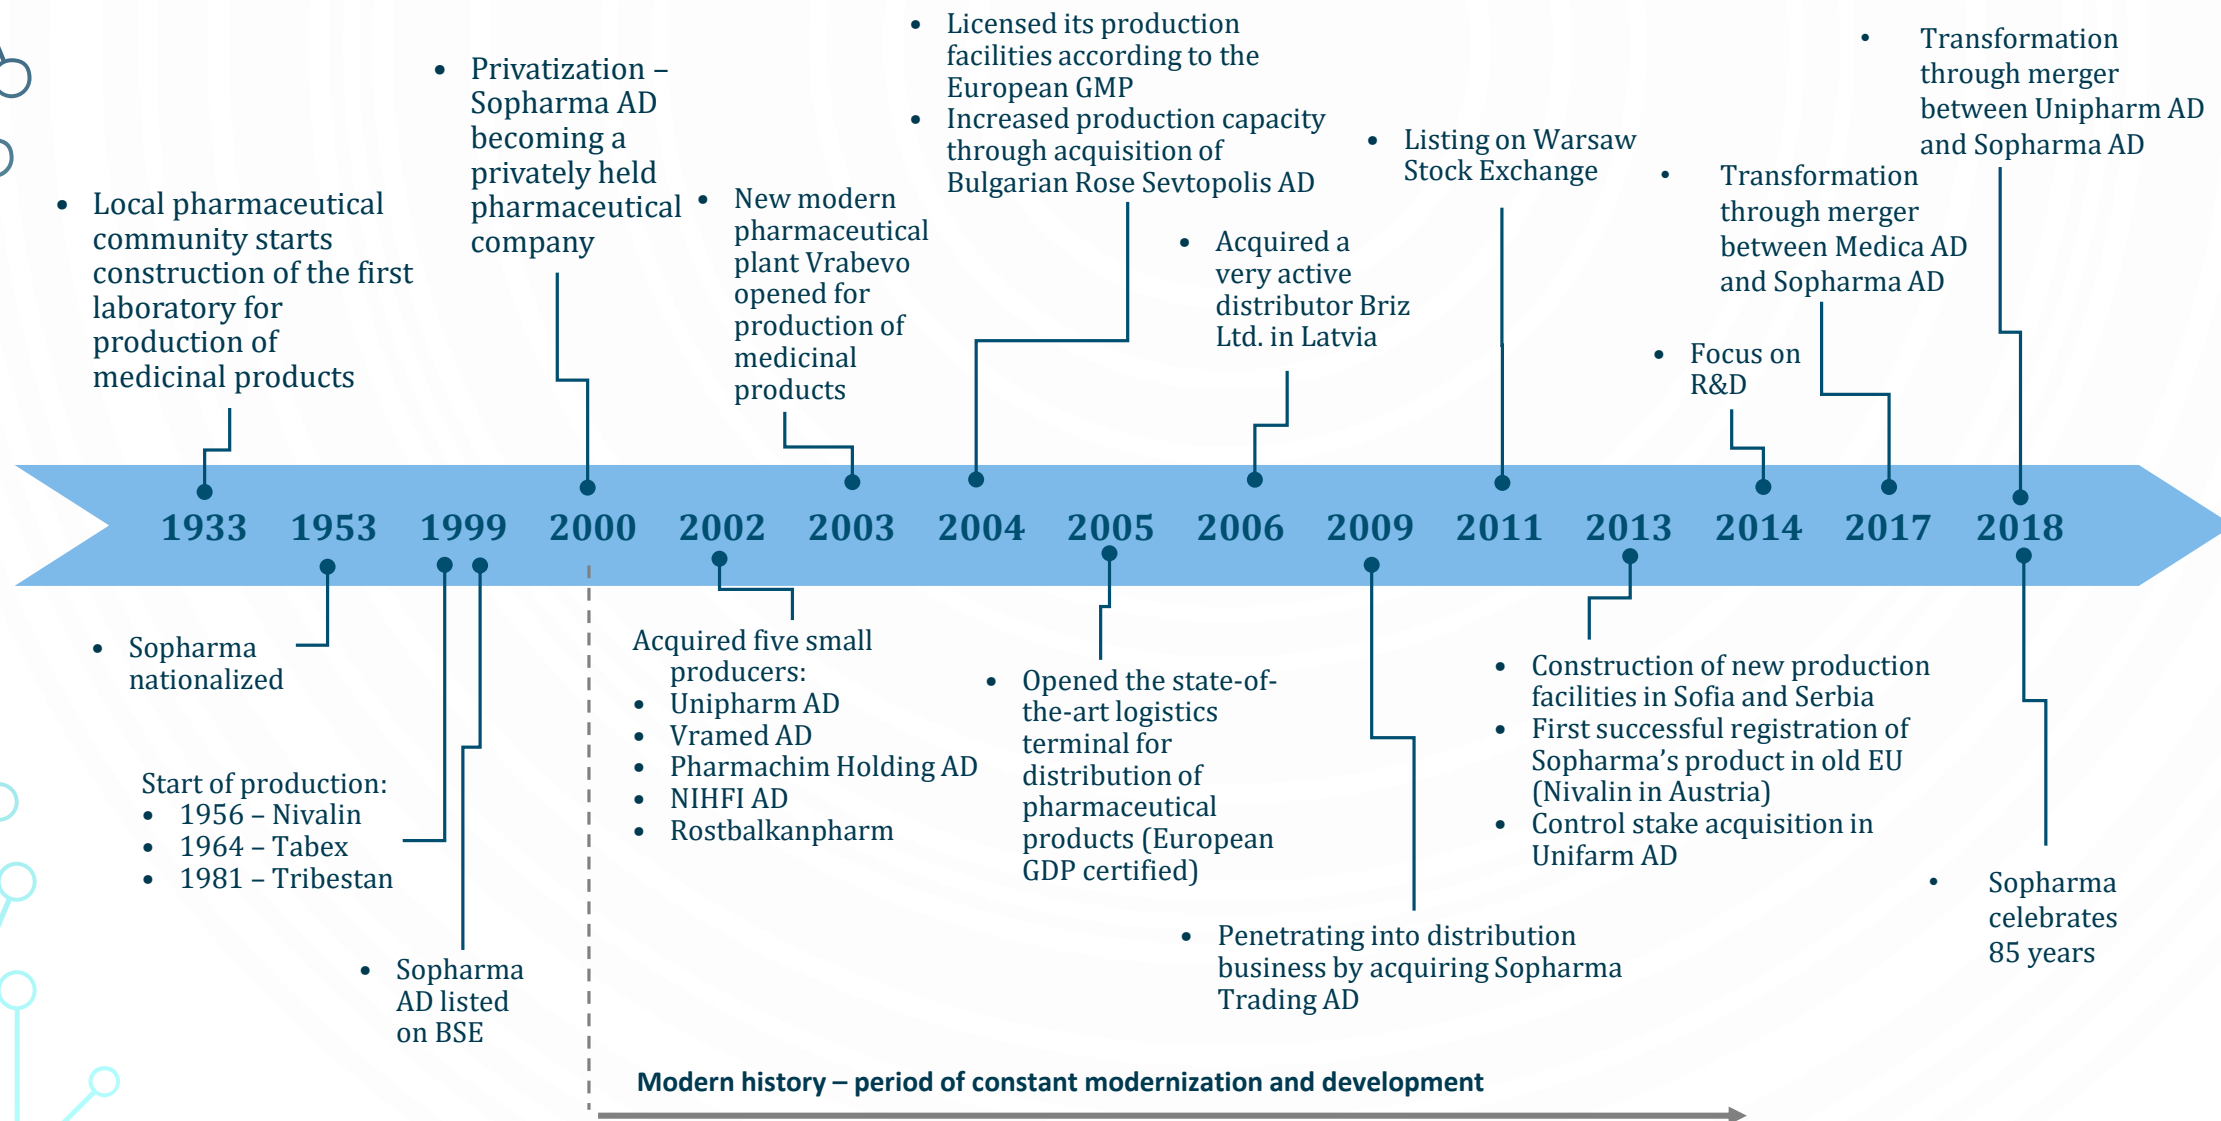 • Local pharmaceutical
community starts
construction of the first
laboratory for
production of
medicinal products
• Privatization –
Sopharma AD
becoming a
privately held
pharmaceutical
company
• New modern
pharmaceutical
plant Vrabevo
opened for
production of
medicinal
products
• Licensed its production
facilities according to the
European GMP
• Increased production capacity
through acquisition of
Bulgarian Rose Sevtopolis AD
• Acquired a
very active
distributor Briz
Ltd. in Latvia
• Listing on Warsaw
Stock Exchange
• Focus on
R&D
• Transformation
through merger
between Medica AD
and Sopharma AD
• Transformation
through merger
between Unipharm AD
and Sopharma AD
1933 1953 1999 2000 2002 2003 2004 2005 2006 2009 2011 2013 2014 2017 2018
• Sopharma
nationalized
Start of production:
• 1956 – Nivalin
• 1964 – Tabex
• 1981 – Tribestan
• Sopharma
AD listed
on BSE
Acquired five small
producers:
• Unipharm AD
• Vramed AD
• Pharmachim Holding AD
• NIHFI AD
• Rostbalkanpharm
• Opened the state-of-
the-art logistics
terminal for
distribution of
pharmaceutical
products (European
GDP certified)
• Penetrating into distribution
business by acquiring Sopharma
Trading AD
• Construction of new production
facilities in Sofia and Serbia
• First successful registration of
Sopharma’s product in old EU
(Nivalin in Austria)
• Control stake acquisition in
Unifarm AD
• Sopharma
celebrates
85 years
Modern history – period of constant modernization and development